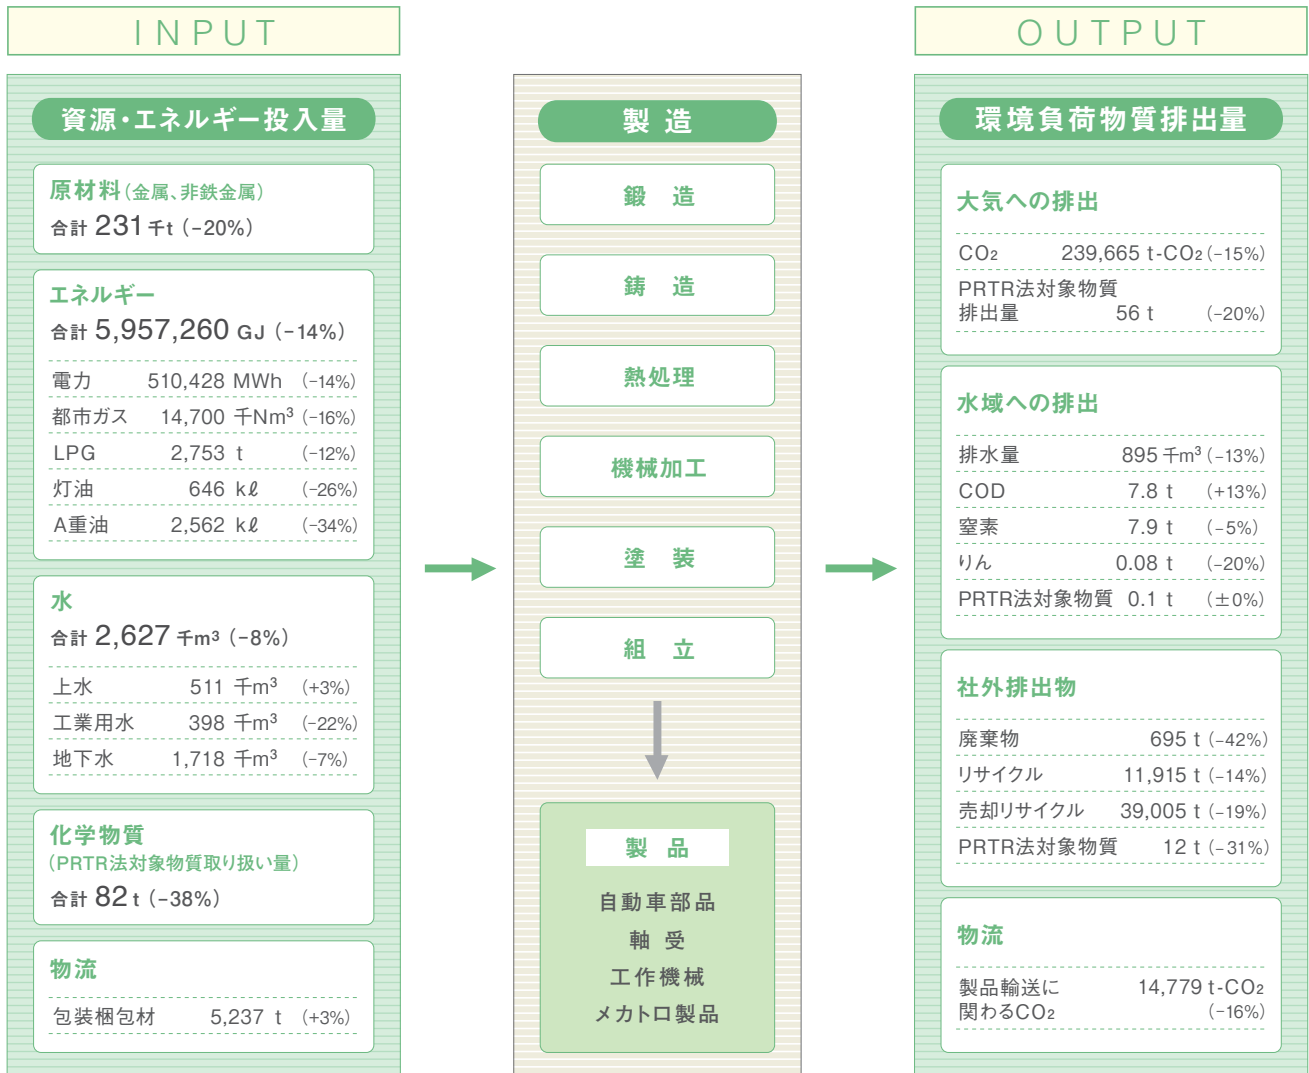 INPUT
資源・エネルギー投入量
原材料(金属、非鉄金属)
合計 231 千t (-20%)
エネルギー
合計 5,957,260 GJ (-14%)
電力 510,428 MWh (-14%)
都市ガス 14,700 千Nm³ (-16%)
LPG 2,753 t (-12%)
灯油 646 kℓ (-26%)
A重油 2,562 kℓ (-34%)
水
合計 2,627 千m³ (-8%)
上水 511 千m³ (+3%)
工業用水 398 千m³ (-22%)
地下水 1,718 千m³ (-7%)
化学物質
(PRTR法対象物質取り扱い量)
合計 82 t (-38%)
物流
包装梱包材 5,237 t (+3%)
製造
鍛造
鋳造
熱処理
機械加工
塗装
組立
製品
自動車部品
軸受
工作機械
メカトロ製品
OUTPUT
環境負荷物質排出量
大気への排出
CO₂ 239,665 t-CO₂ (-15%)
PRTR法対象物質
排出量 56 t (-20%)
水域への排出
排水量 895 千m³ (-13%)
COD 7.8 t (+13%)
窒素 7.9 t (-5%)
りん 0.08 t (-20%)
PRTR法対象物質 0.1 t (±0%)
社外排出物
廃棄物 695 t (-42%)
リサイクル 11,915 t (-14%)
売却リサイクル 39,005 t (-19%)
PRTR法対象物質 12 t (-31%)
物流
製品輸送に 14,779 t-CO₂
関わるCO₂ (-16%)